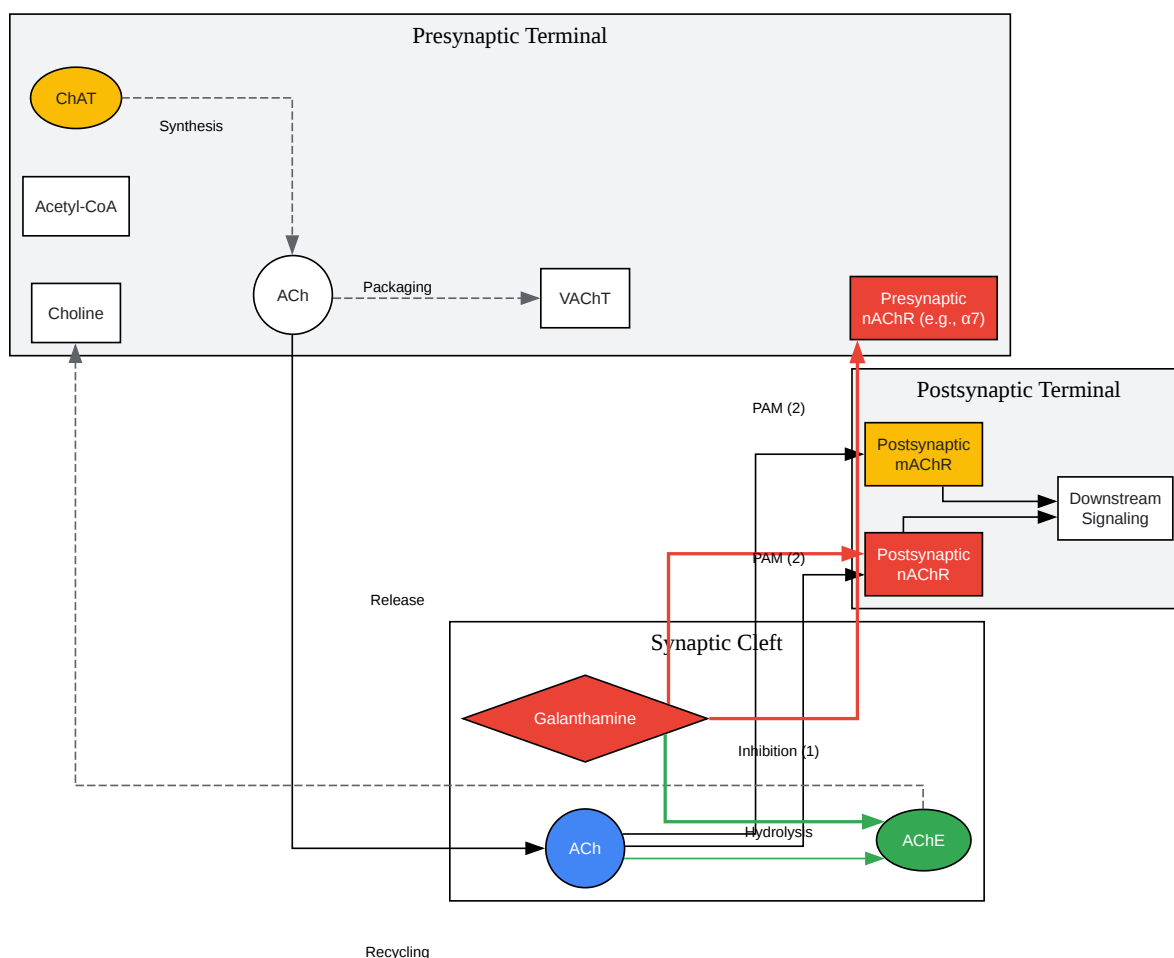 Presynaptic Terminal
ChAT
Synthesis
Acetyl-CoA
Choline
ACh
Packaging
VAChT
Presynaptic
nAChR (e.g., α7)
Postsynaptic Terminal
PAM (2)
Postsynaptic
mAChR
Downstream
Signaling
PAM (2)
Postsynaptic
nAChR
Release
Synaptic Cleft
Galanthamine
Inhibition (1)
Hydrolysis
ACh
AChE
Recycling